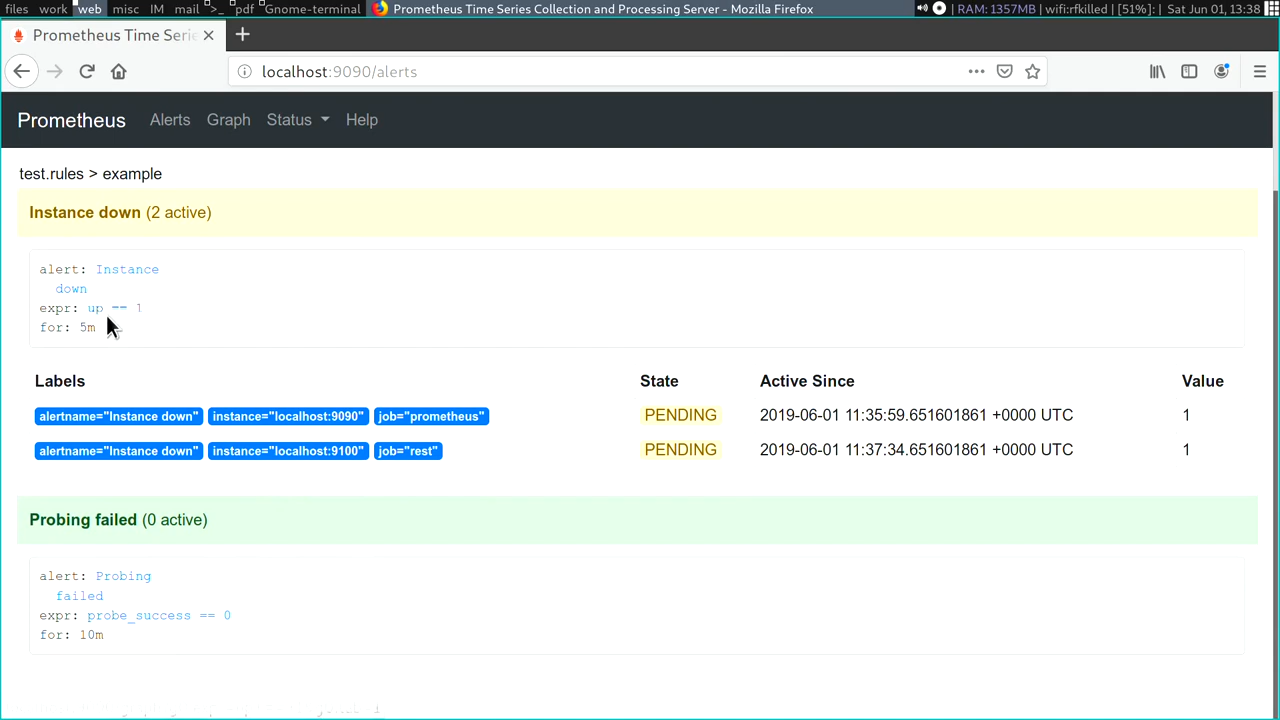 files work web misc IM mail >_ pdf Gnome-terminal Prometheus Time Series Collection and Processing Server - Mozilla Firefox | RAM: 1357MB | wifi:rfkilled | [51%]: | Sat Jun 01, 13:38
Prometheus Time Serie
localhost:9090/alerts
Prometheus Alerts Graph Status Help
test.rules > example
Instance down (2 active)
alert: Instance
down
expr: up == 1
for: 5m
Labels State Active Since Value
alertname="Instance down" instance="localhost:9090" job="prometheus" PENDING 2019-06-01 11:35:59.651601861 +0000 UTC 1
alertname="Instance down" instance="localhost:9100" job="rest" PENDING 2019-06-01 11:37:34.651601861 +0000 UTC 1
Probing failed (0 active)
alert: Probing
failed
expr: probe_success == 0
for: 10m